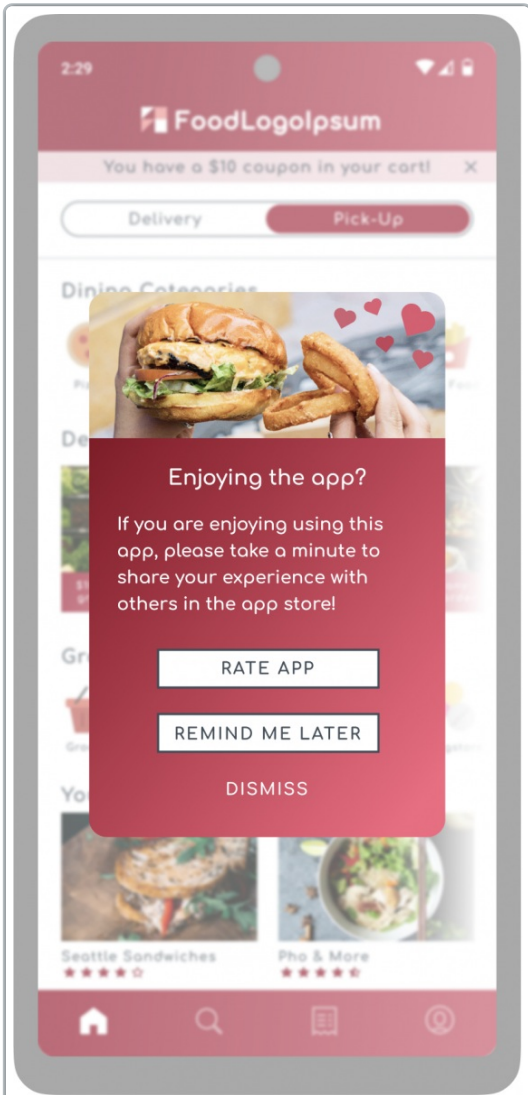 2:29
FoodLogoIpsum
You have a $10 coupon in your cart!
Delivery
Pick-Up
Dining Categories
Enjoying the app?
If you are enjoying using this
app, please take a minute to
share your experience with
others in the app store!
RATE APP
REMIND ME LATER
DISMISS
Seattle Sandwiches
Pho & More